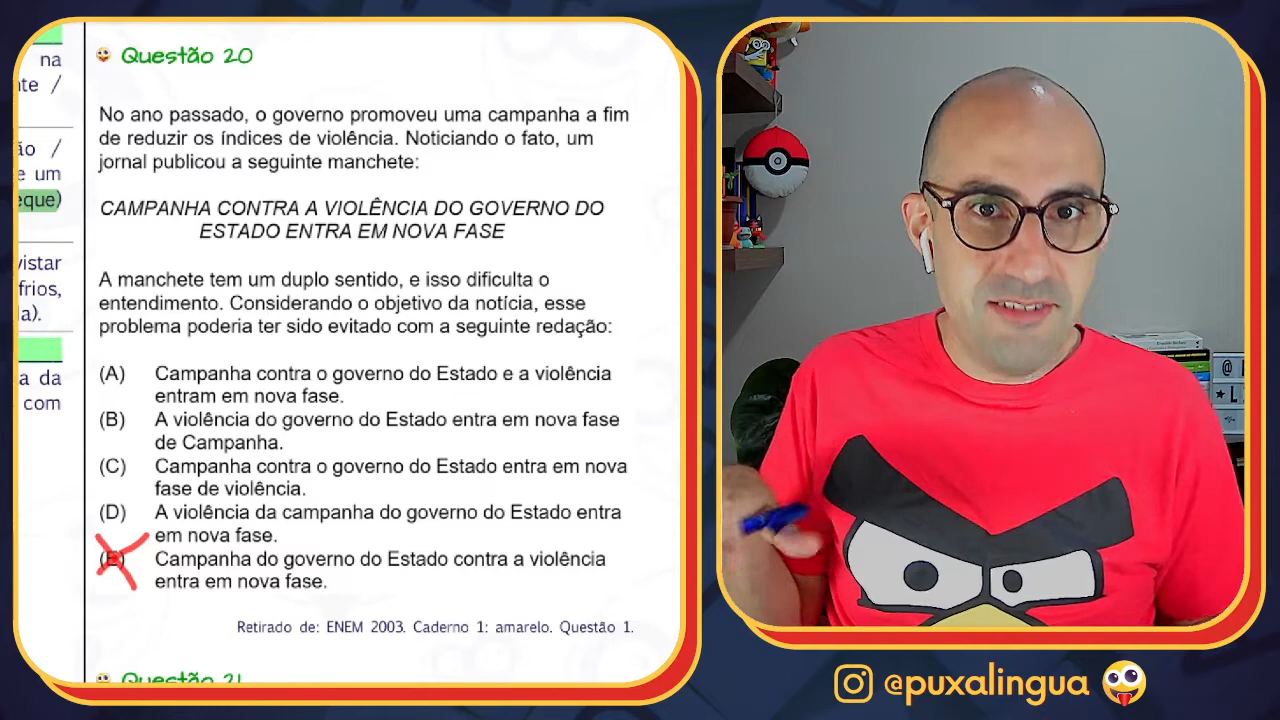 na
nte /
ão /
e um
eque)
vistar
frios,
la).
a da
com
Questão 20
No ano passado, o governo promoveu uma campanha a fim
de reduzir os índices de violência. Noticiando o fato, um
jornal publicou a seguinte manchete:
CAMPANHA CONTRA A VIOLÊNCIA DO GOVERNO DO
ESTADO ENTRA EM NOVA FASE
A manchete tem um duplo sentido, e isso dificulta o
entendimento. Considerando o objetivo da notícia, esse
problema poderia ter sido evitado com a seguinte redação:
(A) Campanha contra o governo do Estado e a violência
entram em nova fase.
(B) A violência do governo do Estado entra em nova fase
de Campanha.
(C) Campanha contra o governo do Estado entra em nova
fase de violência.
(D) A violência da campanha do governo do Estado entra
em nova fase.
(E) Campanha do governo do Estado contra a violência
entra em nova fase.
Retirado de: ENEM 2003. Caderno 1: amarelo. Questão 1.
Questão 21
@puxalingua